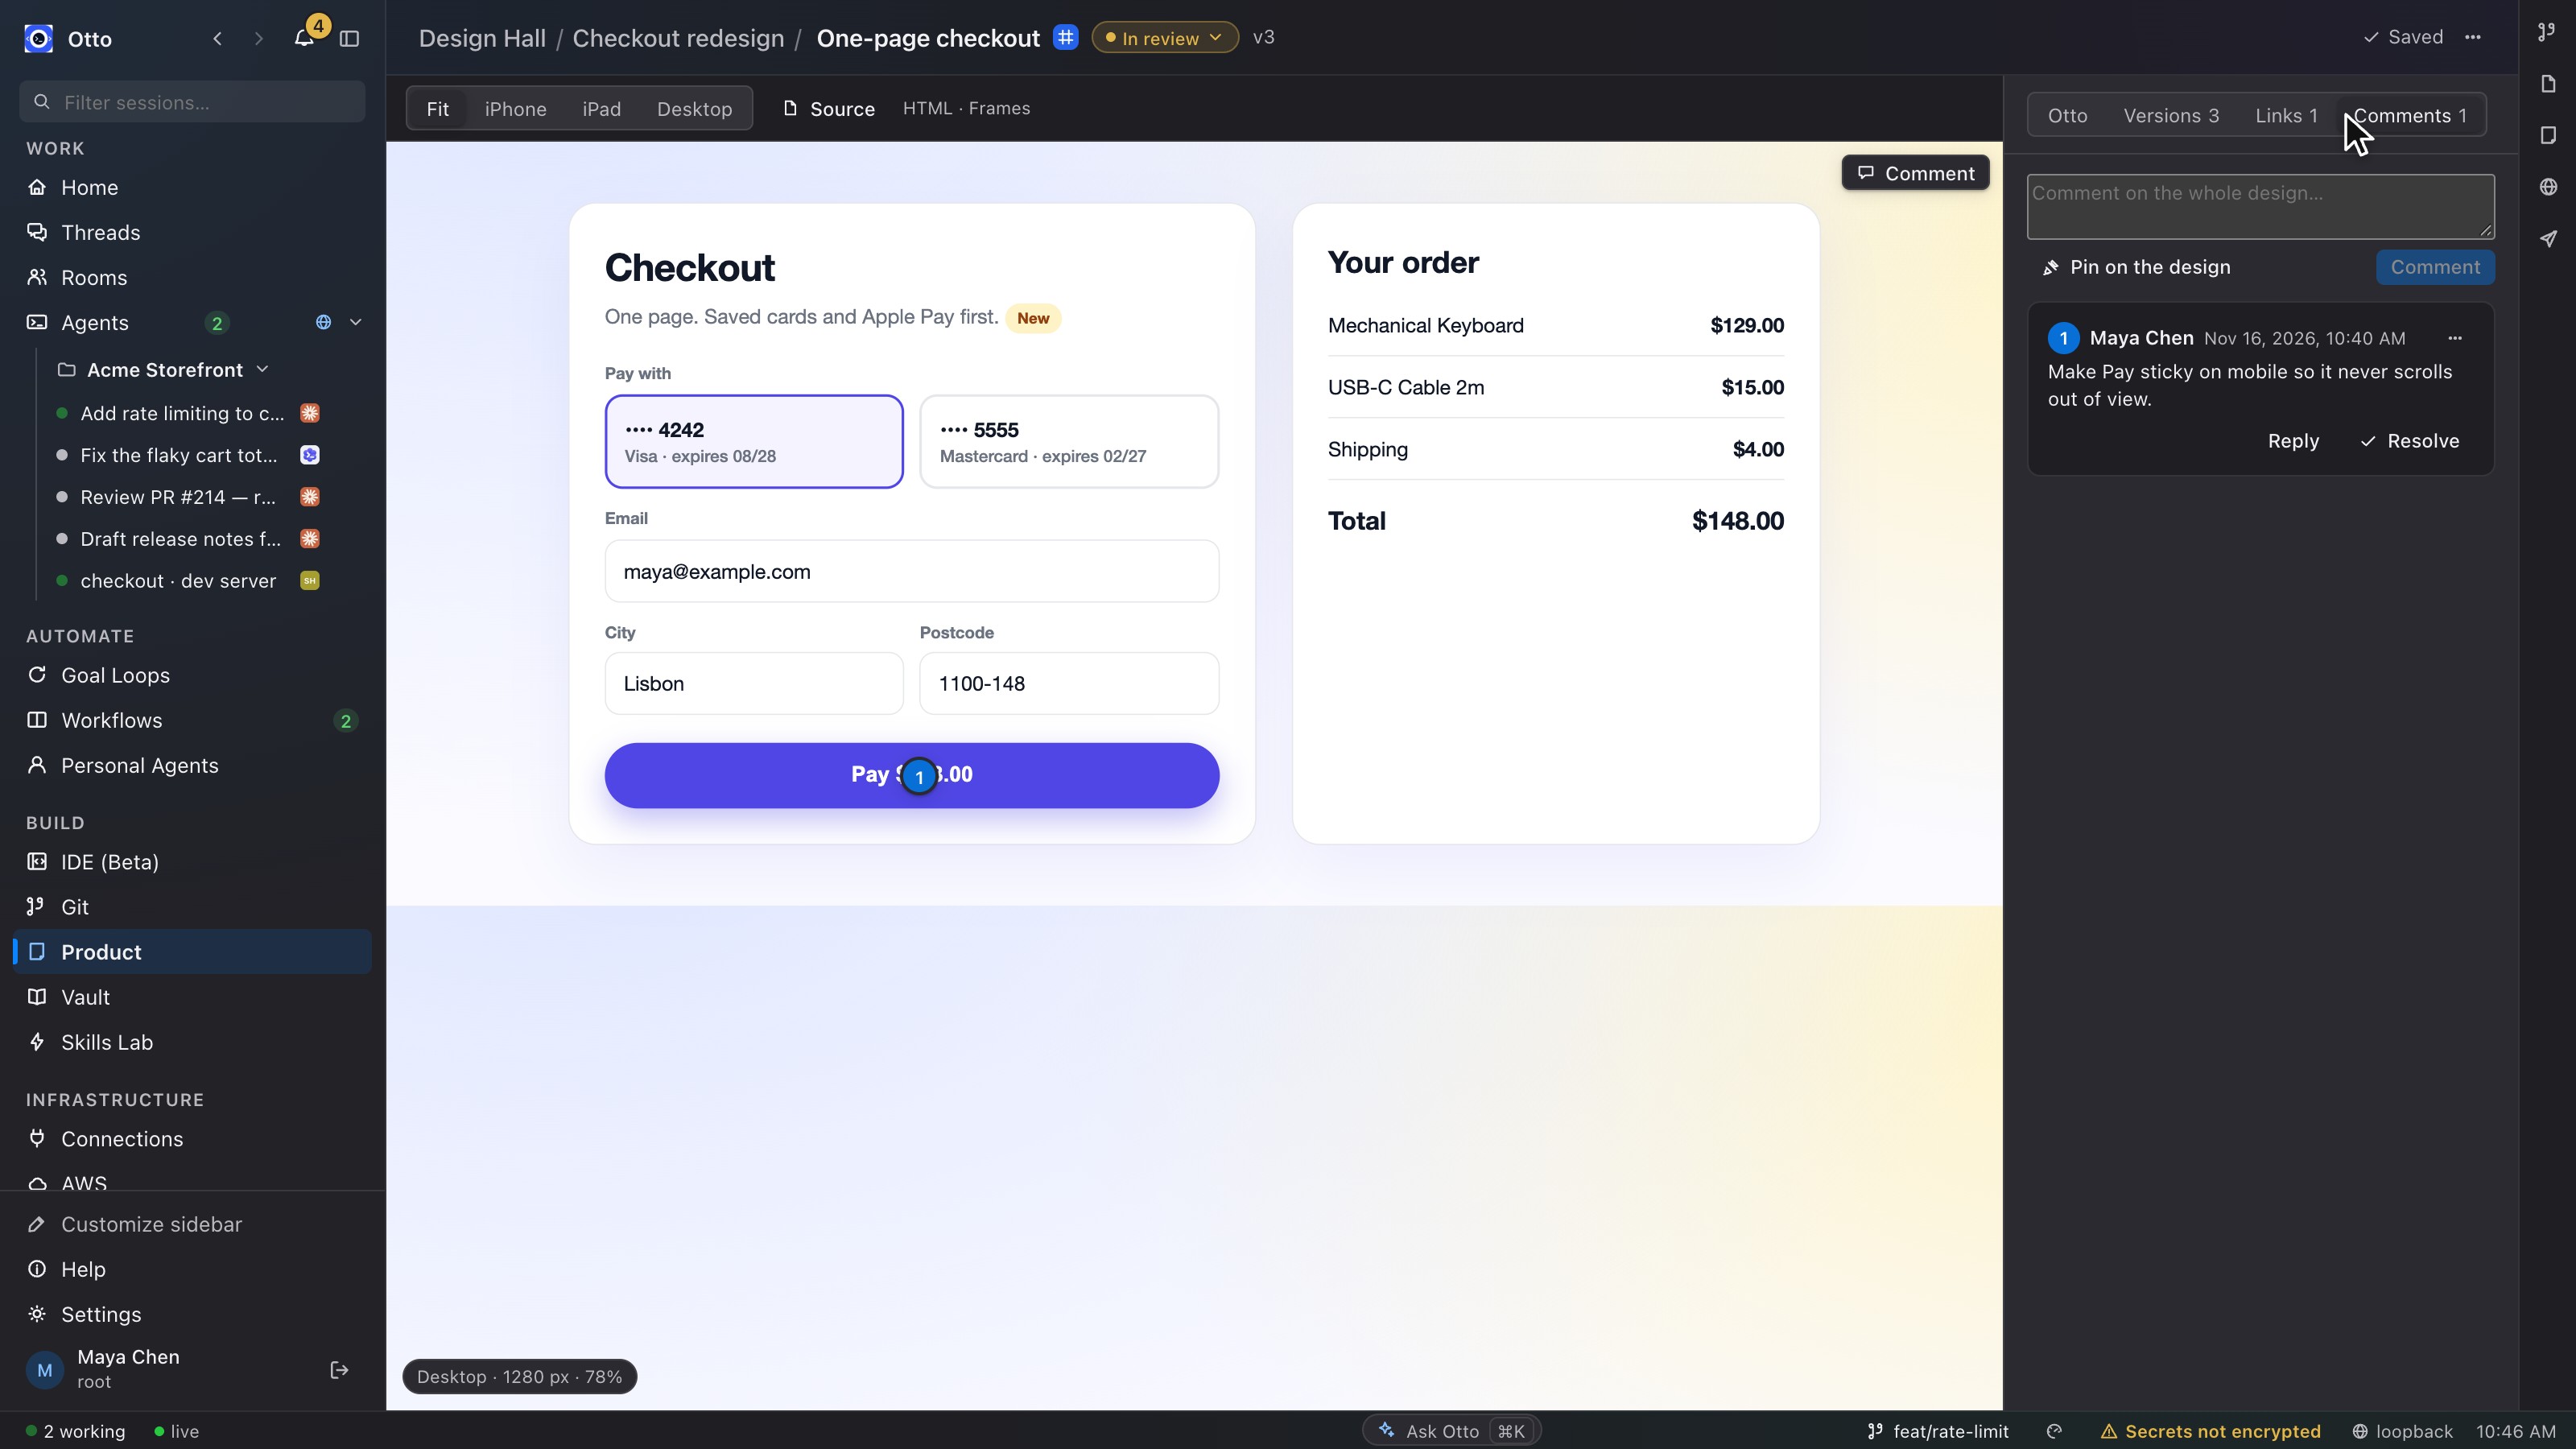 Otto
4
Filter sessions...
WORK
Home
Threads
Rooms
Agents
2
Acme Storefront
Add rate limiting to c...
Fix the flaky cart tot...
Review PR #214 — r...
Draft release notes f...
checkout · dev server
SH
AUTOMATE
Goal Loops
Workflows
2
Personal Agents
BUILD
IDE (Beta)
Git
Product
Vault
Skills Lab
INFRASTRUCTURE
Connections
AWS
Customize sidebar
Help
Settings
M
Maya Chen
root
2 working
live
Design Hall / Checkout redesign / One-page checkout
In review
v3
Saved
Fit
iPhone
iPad
Desktop
Source
HTML · Frames
Comment
Checkout
One page. Saved cards and Apple Pay first.
New
Pay with
•••• 4242
Visa · expires 08/28
•••• 5555
Mastercard · expires 02/27
Email
maya@example.com
City
Postcode
Lisbon
1100-148
Pay
1
.00
Your order
Mechanical Keyboard
$129.00
USB-C Cable 2m
$15.00
Shipping
$4.00
Total
$148.00
Desktop · 1280 px · 78%
Otto
Versions 3
Links 1
Comments 1
Comment on the whole design...
Pin on the design
Comment
1
Maya Chen
Nov 16, 2026, 10:40 AM
Make Pay sticky on mobile so it never scrolls
out of view.
Reply
Resolve
Ask Otto
⌘K
feat/rate-limit
Secrets not encrypted
loopback
10:46 AM